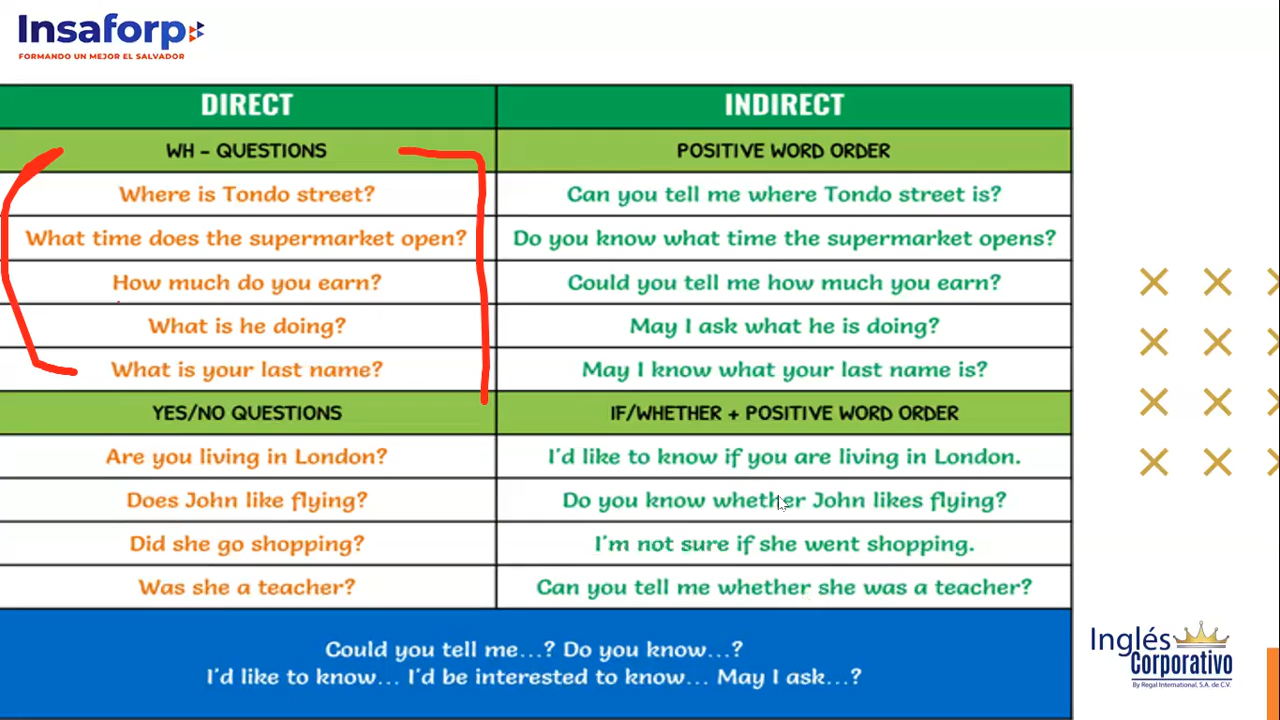 Insaforp
FORMANDO UN MEJOR EL SALVADOR
DIRECT
INDIRECT
WH - QUESTIONS
POSITIVE WORD ORDER
Where is Tondo street?
Can you tell me where Tondo street is?
What time does the supermarket open?
Do you know what time the supermarket opens?
How much do you earn?
Could you tell me how much you earn?
What is he doing?
May I ask what he is doing?
What is your last name?
May I know what your last name is?
YES/NO QUESTIONS
IF/WHETHER + POSITIVE WORD ORDER
Are you living in London?
I'd like to know if you are living in London.
Does John like flying?
Do you know whether John likes flying?
Did she go shopping?
I'm not sure if she went shopping.
Was she a teacher?
Can you tell me whether she was a teacher?
Could you tell me...? Do you know...?
I'd like to know... I'd be interested to know... May I ask...?
Inglés
Corporativo
By Regal International, S.A. de C.V.